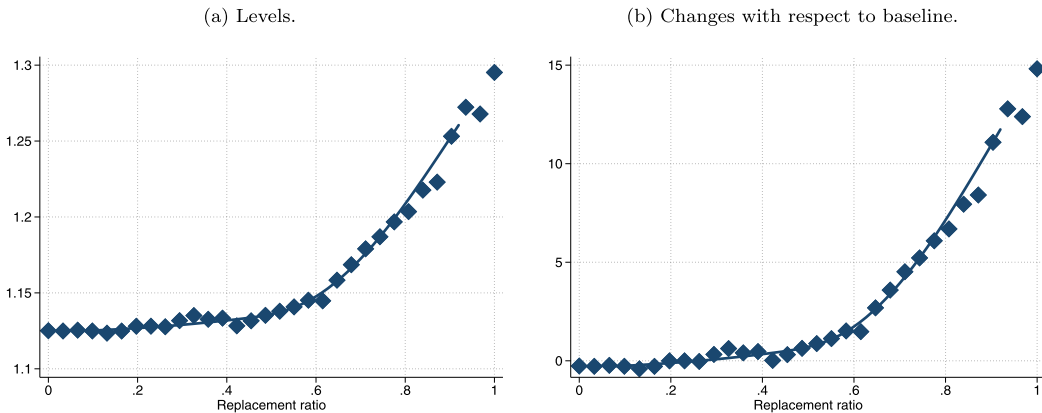 (a) Levels.
1.3
1.25
1.2
1.15
1.1
0 .2 .4 .6 .8 1
Replacement ratio
(b) Changes with respect to baseline.
15
10
5
0
0 .2 .4 .6 .8 1
Replacement ratio